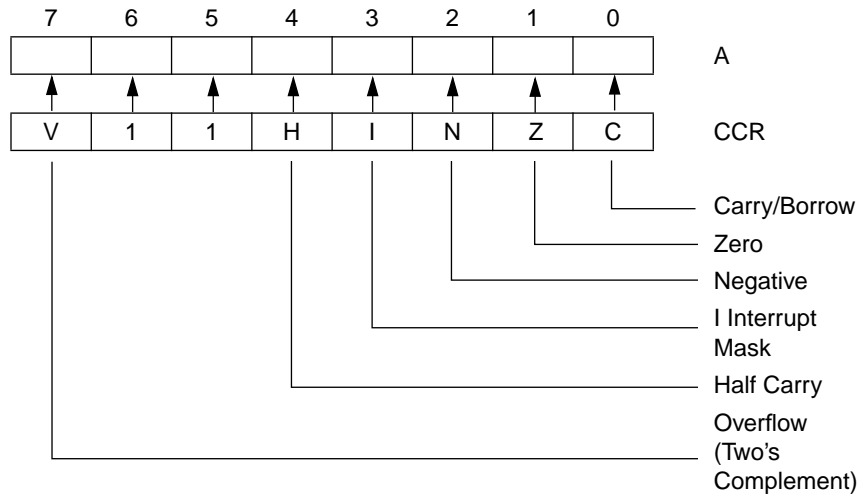 7 6 5 4 3 2 1 0
A
V 1 1 H I N Z C
CCR
Carry/Borrow
Zero
Negative
I Interrupt
Mask
Half Carry
Overflow
(Two's
Complement)